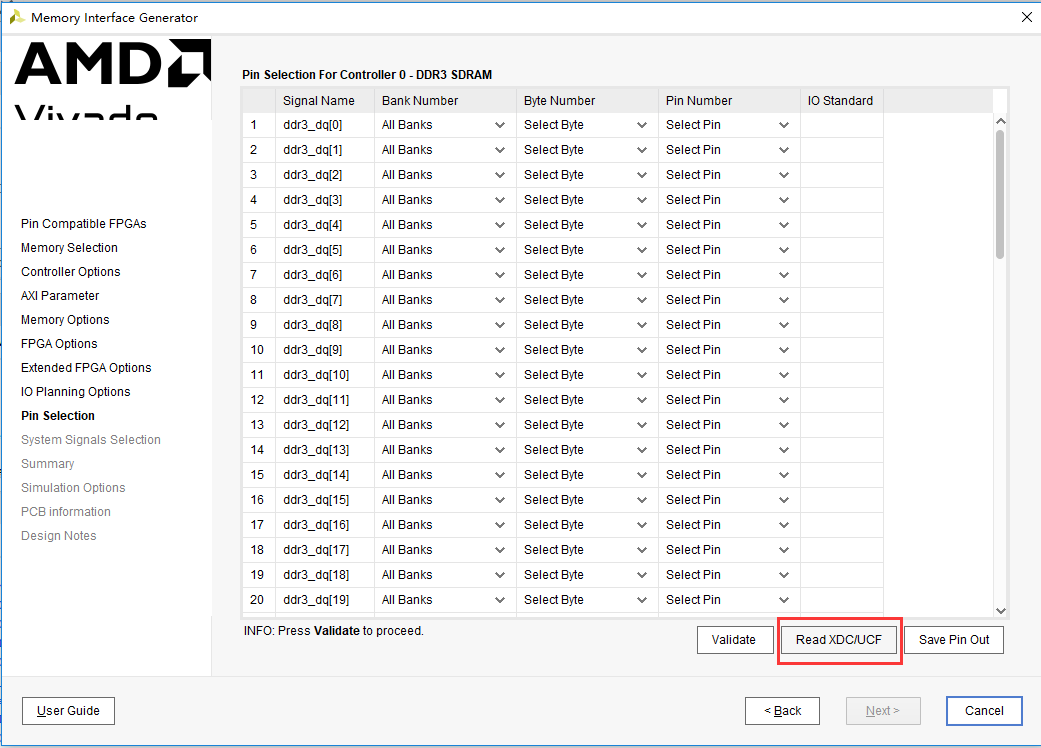 Memory Interface Generator
AMD
Vivado
Pin Compatible FPGAs
Memory Selection
Controller Options
AXI Parameter
Memory Options
FPGA Options
Extended FPGA Options
IO Planning Options
Pin Selection
System Signals Selection
Summary
Simulation Options
PCB information
Design Notes
Pin Selection For Controller 0 - DDR3 SDRAM
Signal Name Bank Number Byte Number Pin Number IO Standard
1 ddr3_dq[0] All Banks Select Byte Select Pin
2 ddr3_dq[1] All Banks Select Byte Select Pin
3 ddr3_dq[2] All Banks Select Byte Select Pin
4 ddr3_dq[3] All Banks Select Byte Select Pin
5 ddr3_dq[4] All Banks Select Byte Select Pin
6 ddr3_dq[5] All Banks Select Byte Select Pin
7 ddr3_dq[6] All Banks Select Byte Select Pin
8 ddr3_dq[7] All Banks Select Byte Select Pin
9 ddr3_dq[8] All Banks Select Byte Select Pin
10 ddr3_dq[9] All Banks Select Byte Select Pin
11 ddr3_dq[10] All Banks Select Byte Select Pin
12 ddr3_dq[11] All Banks Select Byte Select Pin
13 ddr3_dq[12] All Banks Select Byte Select Pin
14 ddr3_dq[13] All Banks Select Byte Select Pin
15 ddr3_dq[14] All Banks Select Byte Select Pin
16 ddr3_dq[15] All Banks Select Byte Select Pin
17 ddr3_dq[16] All Banks Select Byte Select Pin
18 ddr3_dq[17] All Banks Select Byte Select Pin
19 ddr3_dq[18] All Banks Select Byte Select Pin
20 ddr3_dq[19] All Banks Select Byte Select Pin
INFO: Press Validate to proceed.
Validate Read XDC/UCF Save Pin Out
User Guide < Back Next > Cancel